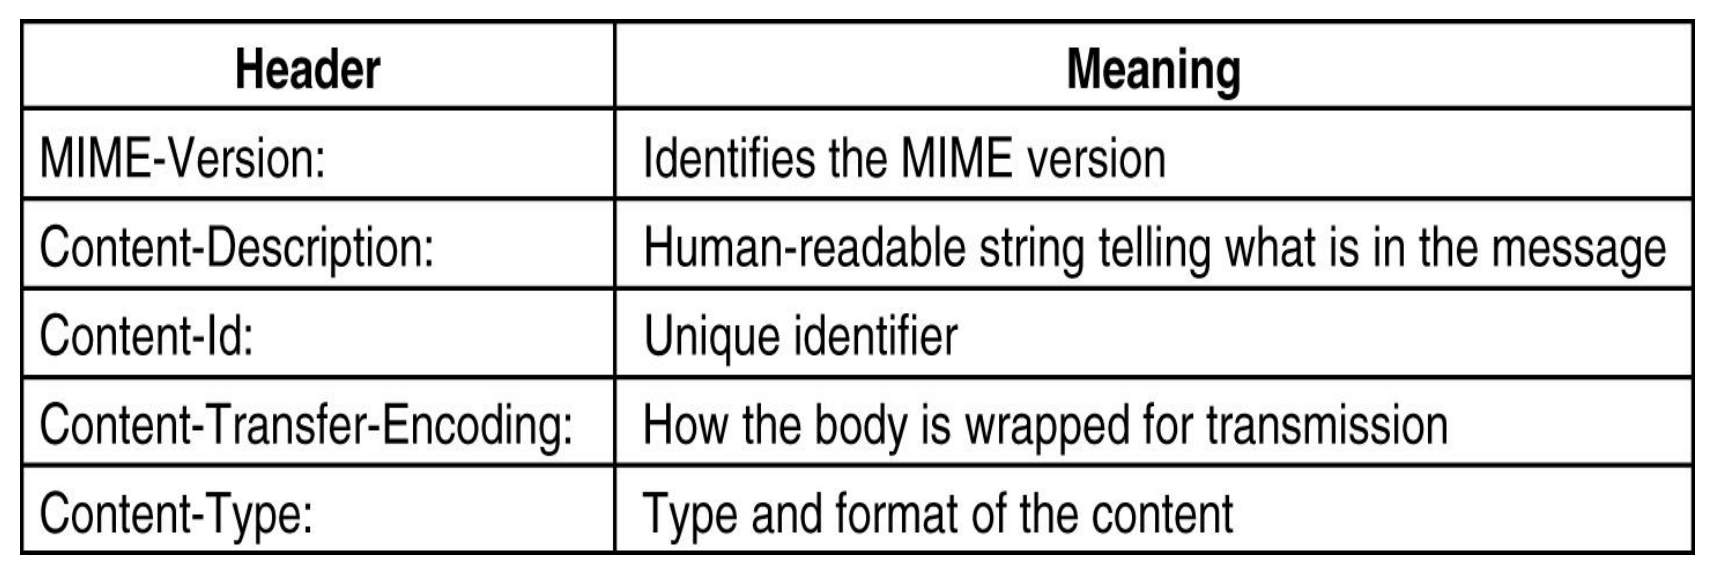 Header Meaning
MIME-Version: Identifies the MIME version
Content-Description: Human-readable string telling what is in the message
Content-Id: Unique identifier
Content-Transfer-Encoding: How the body is wrapped for transmission
Content-Type: Type and format of the content